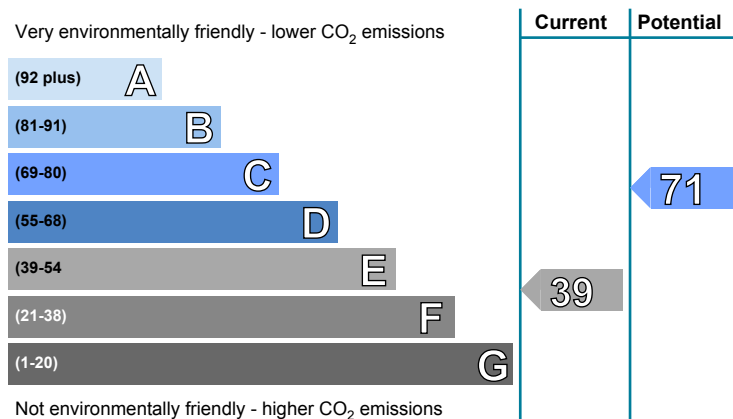 Very environmentally friendly - lower CO₂ emissions
Current
Potential
(92 plus) A
(81-91) B
(69-80) C
71
(55-68) D
(39-54 E
39
(21-38) F
(1-20) G
Not environmentally friendly - higher CO₂ emissions